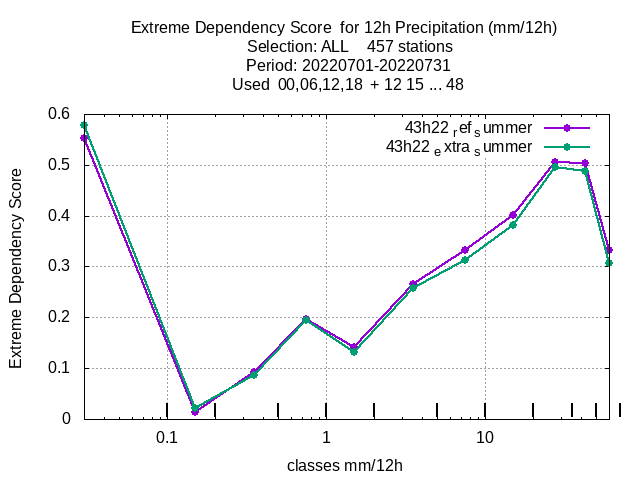 Extreme Dependency Score  for 12h Precipitation (mm/12h)
Selection: ALL    457 stations
Period: 20220701-20220731
Used  00,06,12,18  + 12 15 ... 48
43h22 ref summer
43h22 extra summer
Extreme Dependency Score
0.6
0.5
0.4
0.3
0.2
0.1
0
0.1
1
10
classes mm/12h